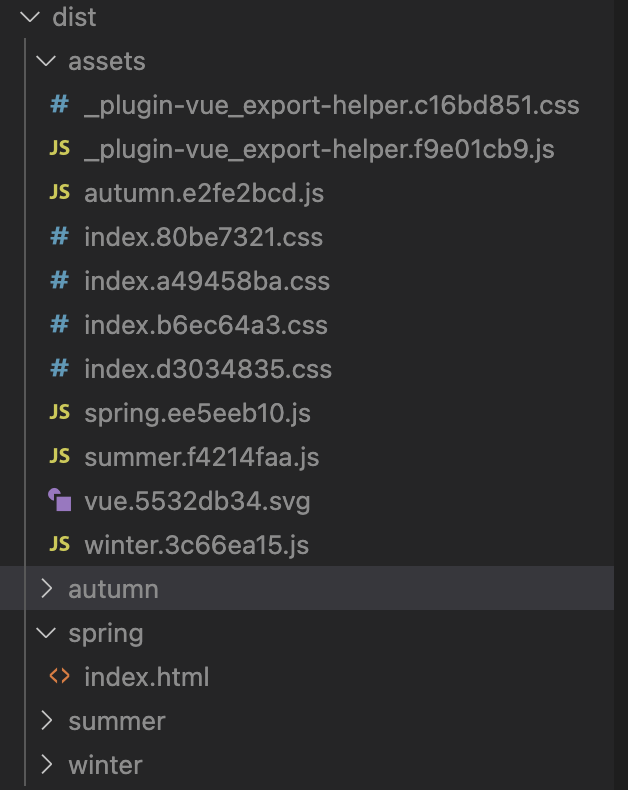 dist
assets
# _plugin-vue_export-helper.c16bd851.css
JS _plugin-vue_export-helper.f9e01cb9.js
JS autumn.e2fe2bcd.js
# index.80be7321.css
# index.a49458ba.css
# index.b6ec64a3.css
# index.d3034835.css
JS spring.ee5eeb10.js
JS summer.f4214faa.js
vue.5532db34.svg
JS winter.3c66ea15.js
autumn
spring
<> index.html
summer
winter